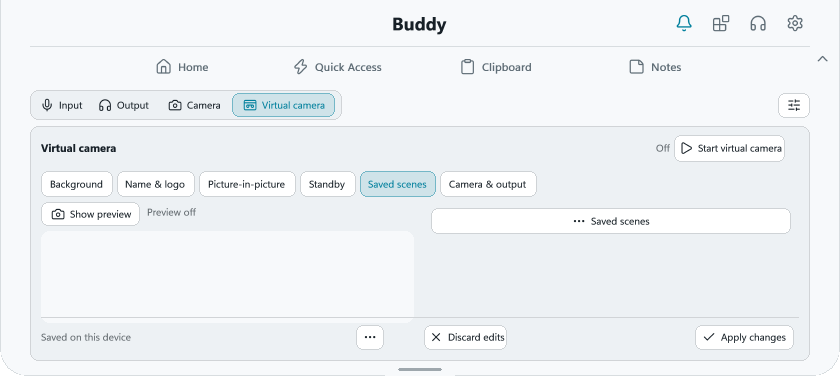 Buddy
Home Quick Access Clipboard Notes
Input Output Camera Virtual camera
Virtual camera Off Start virtual camera
Background Name & logo Picture-in-picture Standby Saved scenes Camera & output
Show preview Preview off
Saved scenes
Saved on this device Discard edits Apply changes